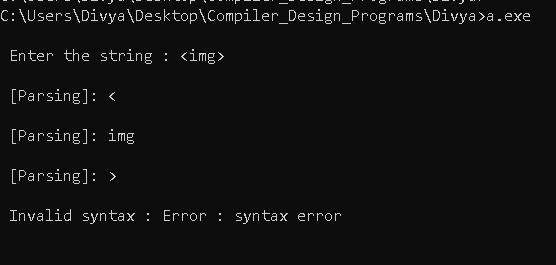 C:\Users\Divya\Desktop\Compiler_Design_Programs\Divya>a.exe
Enter the string : <img>
[Parsing]: <
[Parsing]: img
[Parsing]: >
Invalid syntax : Error : syntax error